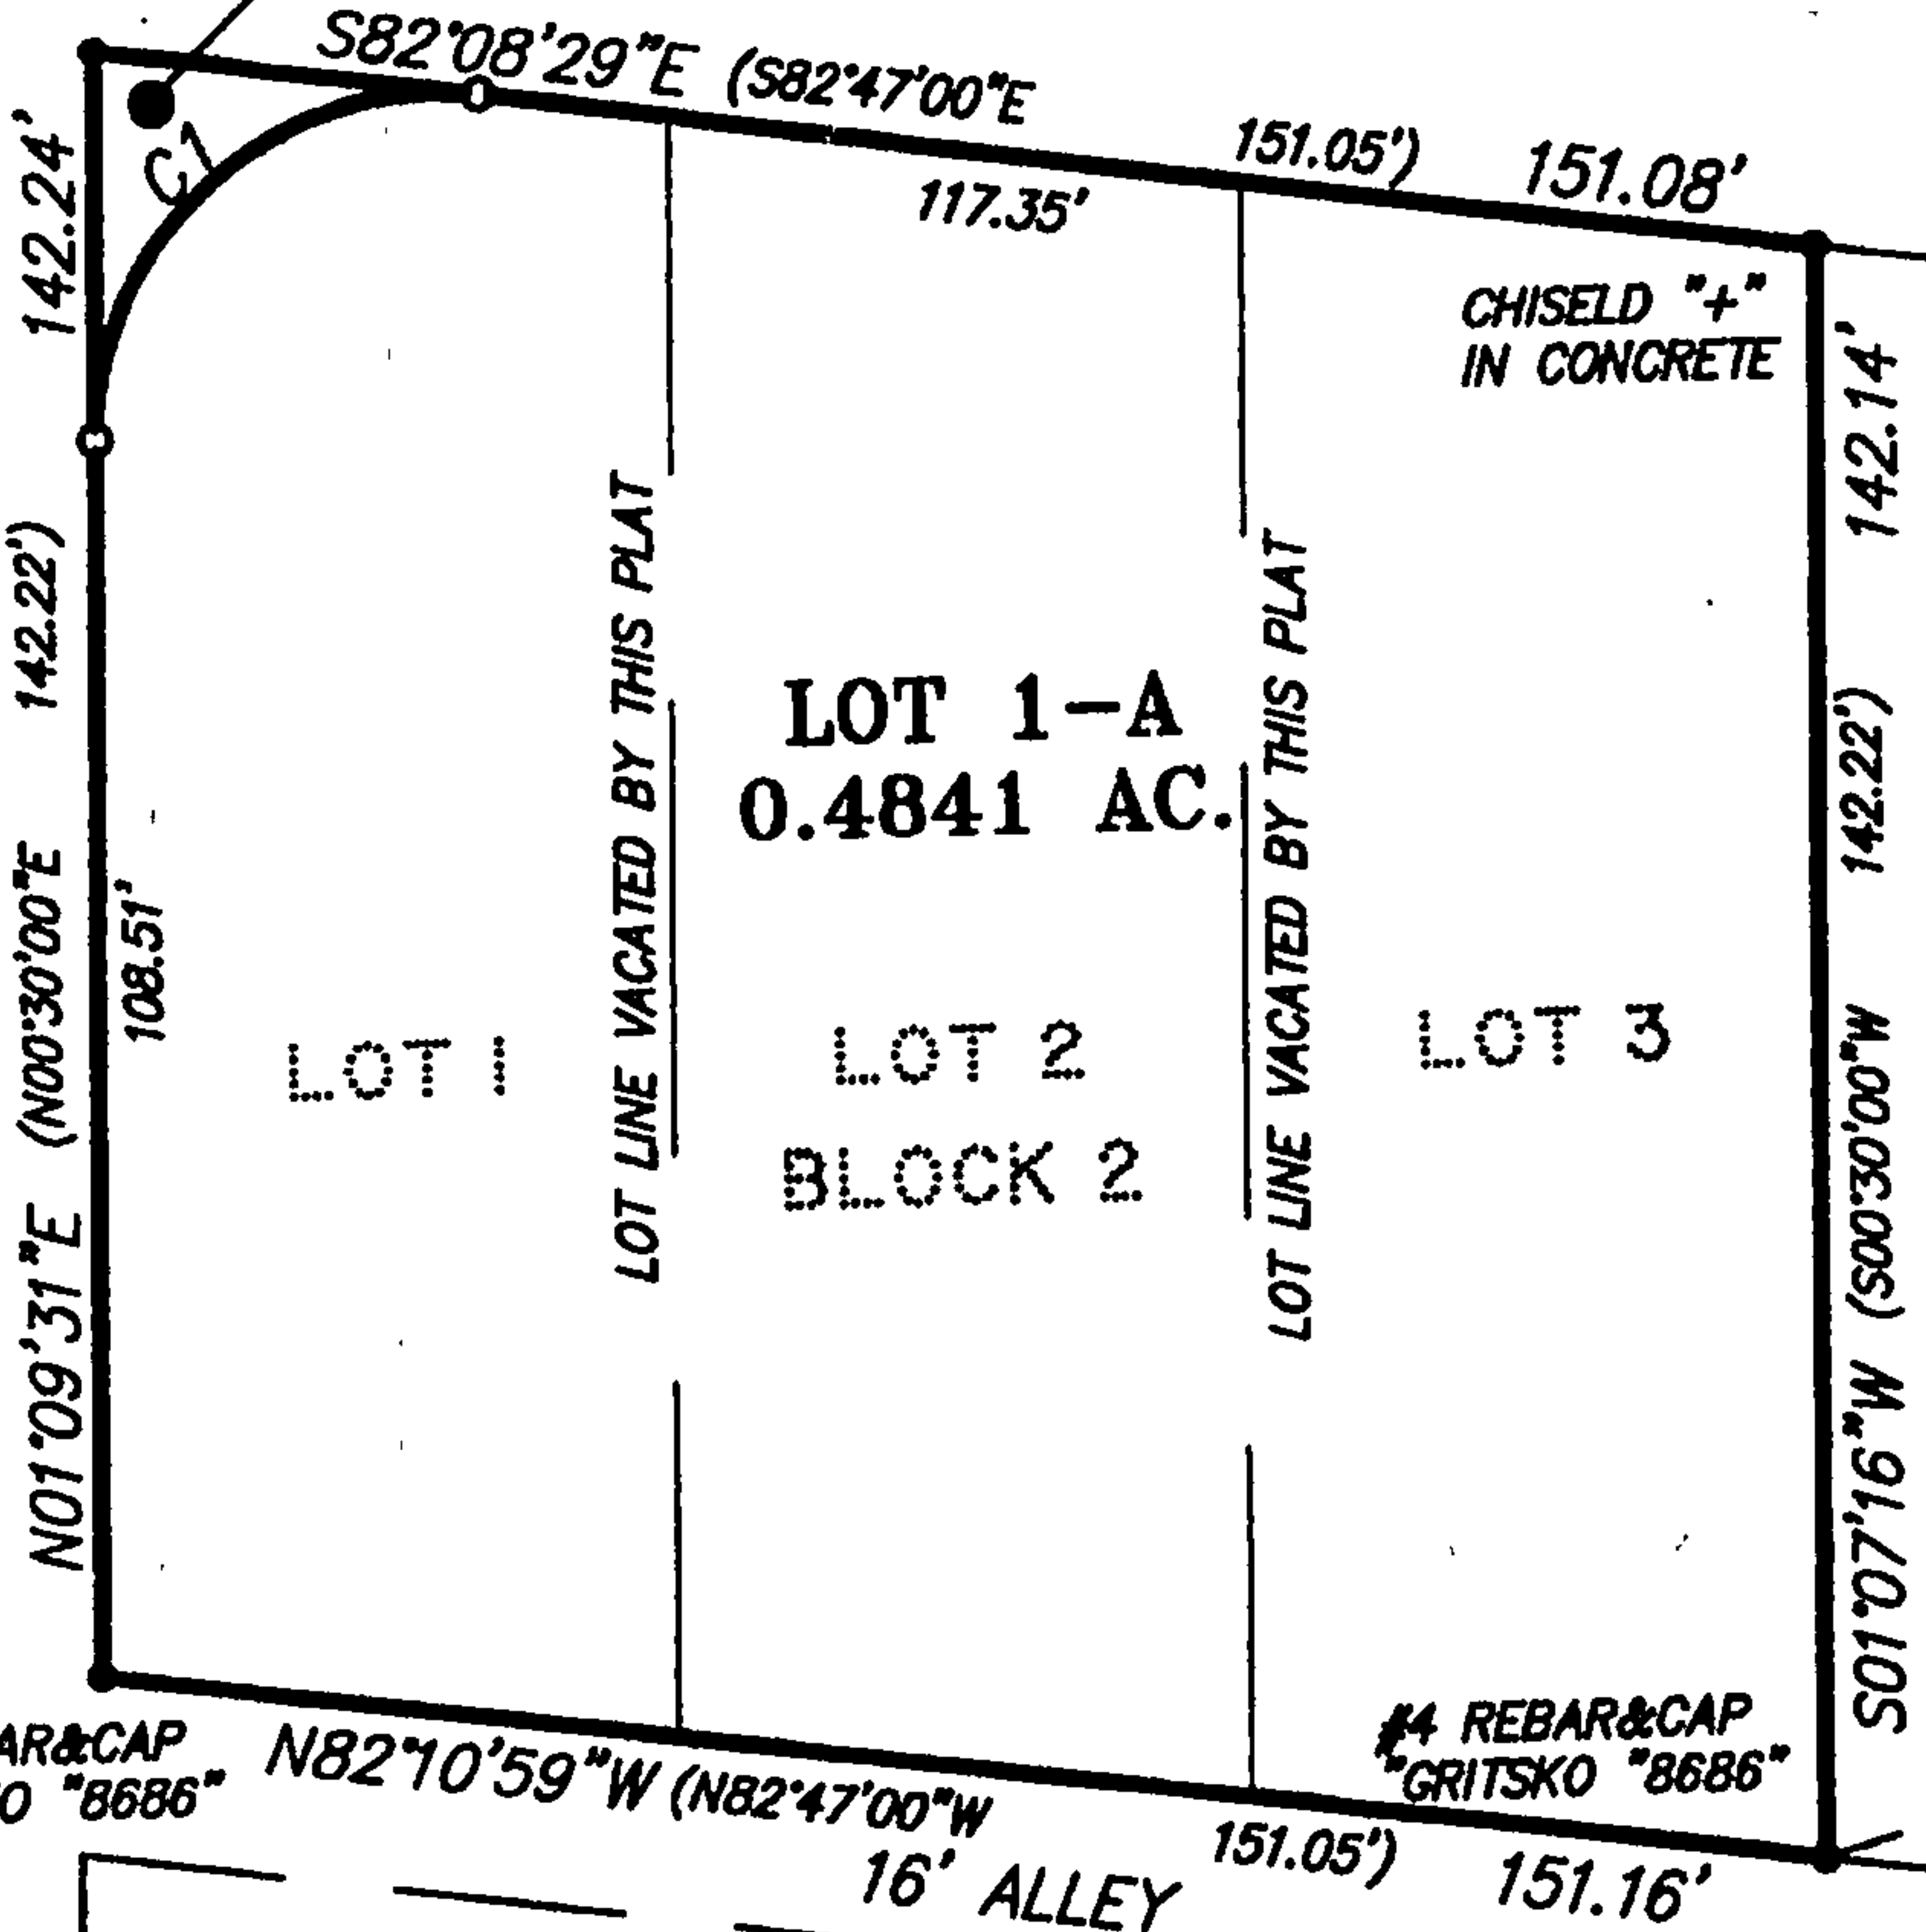 S82°08'29"E (S82°47'00"E
151.05')
151.08'
117.35'
C7
142.24'
142.22')
(N00°30'00"E
N01°09'31"E
108.51'
CHISELD "+"
IN CONCRETE
142.14'
142.22')
(S00°30'00"W
S01°07'16"W
LOT LINE VACATED BY THIS PLAT
LOT LINE VACATED BY THIS PLAT
LOT 1-A
0.4841 AC.
LOT 1
LOT 2
LOT 3
BLOCK 2
AR&CAP
O "8686"
N82°10'59"W (N82°47'00"W
151.05')
151.16'
#4 REBAR&CAP
"GRITSKO "8686"
16' ALLEY